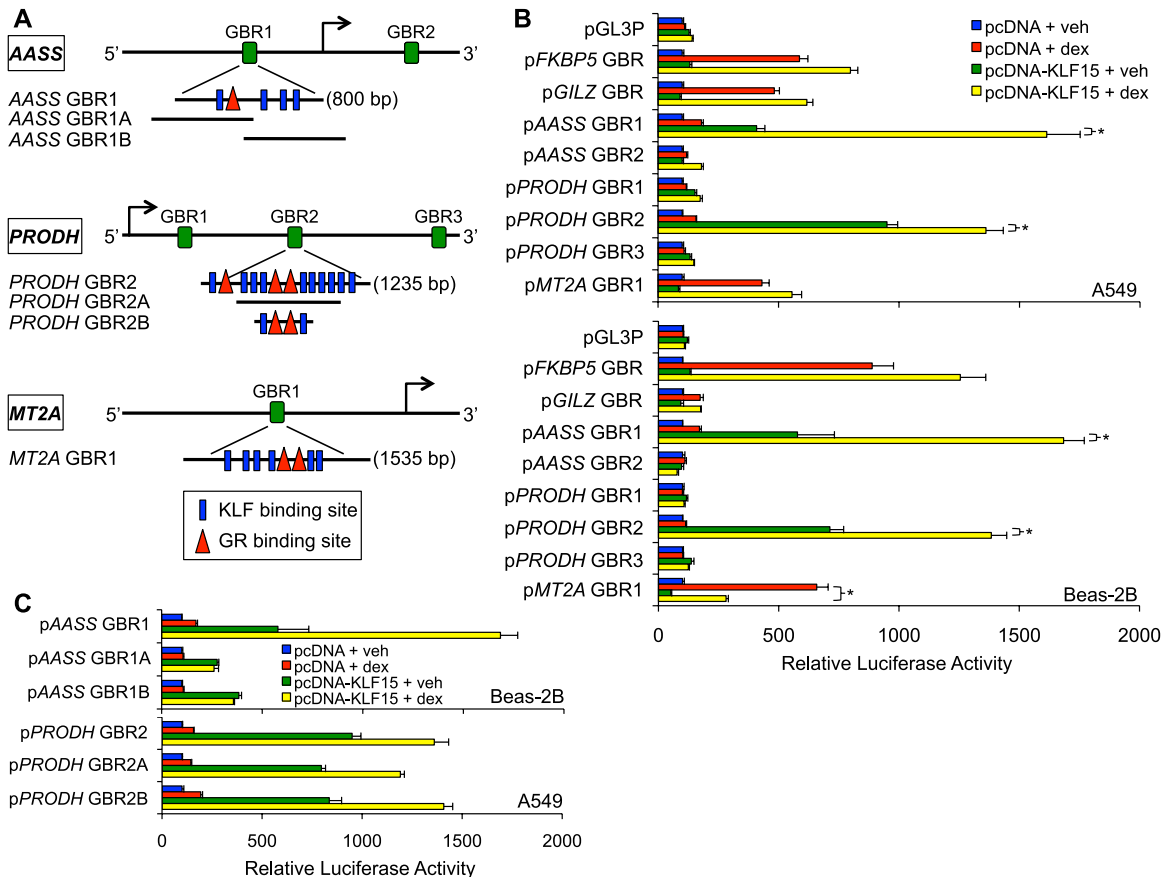 A
AASS
5’
GBR1
GBR2
3’
AASS GBR1
(800 bp)
AASS GBR1A
AASS GBR1B
PRODH
5’
GBR1
GBR2
GBR3
3’
PRODH GBR2
(1235 bp)
PRODH GBR2A
PRODH GBR2B
MT2A
5’
GBR1
3’
MT2A GBR1
(1535 bp)
KLF binding site
GR binding site
B
pcDNA + veh
pcDNA + dex
pcDNA-KLF15 + veh
pcDNA-KLF15 + dex
pGL3P
pFKBP5 GBR
pGILZ GBR
pAASS GBR1
*
pAASS GBR2
pPRODH GBR1
pPRODH GBR2
*
pPRODH GBR3
pMT2A GBR1
A549
pGL3P
pFKBP5 GBR
pGILZ GBR
pAASS GBR1
*
pAASS GBR2
pPRODH GBR1
pPRODH GBR2
*
pPRODH GBR3
pMT2A GBR1
*
Beas-2B
0 500 1000 1500 2000
Relative Luciferase Activity
C
pAASS GBR1
pAASS GBR1A
pAASS GBR1B
pcDNA + veh
pcDNA + dex
pcDNA-KLF15 + veh
pcDNA-KLF15 + dex
Beas-2B
pPRODH GBR2
pPRODH GBR2A
pPRODH GBR2B
A549
0 500 1000 1500 2000
Relative Luciferase Activity